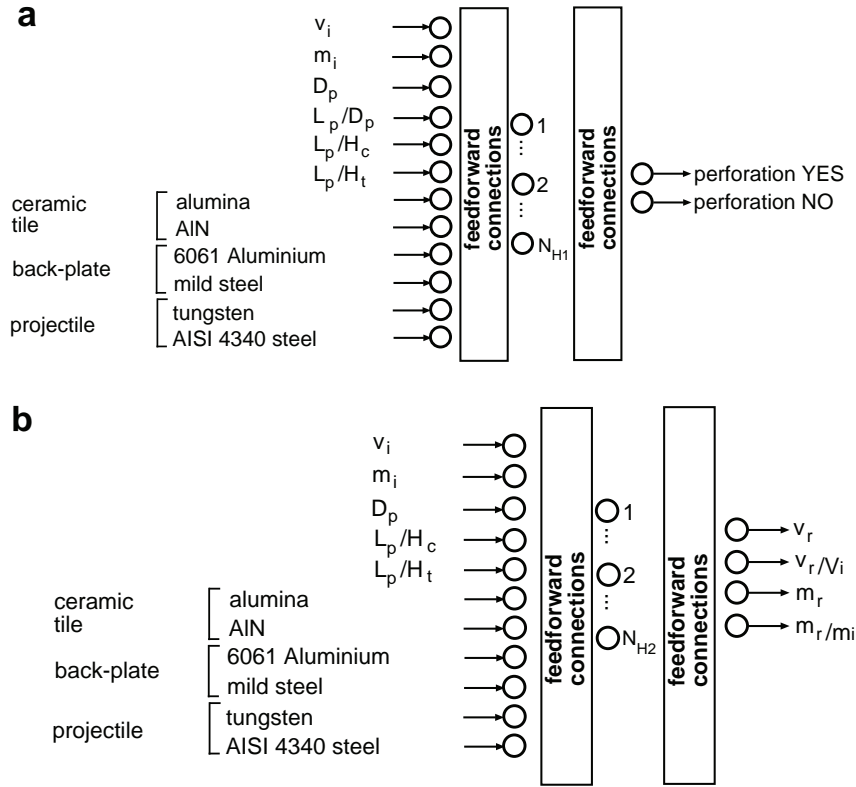 a
v_i
m_i
D_p
L_p/D_p
L_p/H_c
L_p/H_t
ceramic tile
alumina
AlN
back-plate
6061 Aluminium
mild steel
projectile
tungsten
AISI 4340 steel
feedforward connections
1
...
2
...
N_H1
feedforward connections
perforation YES
perforation NO
b
v_i
m_i
D_p
L_p/H_c
L_p/H_t
ceramic tile
alumina
AlN
back-plate
6061 Aluminium
mild steel
projectile
tungsten
AISI 4340 steel
feedforward connections
1
...
2
...
N_H2
feedforward connections
v_r
v_r/V_i
m_r
m_r/m_i